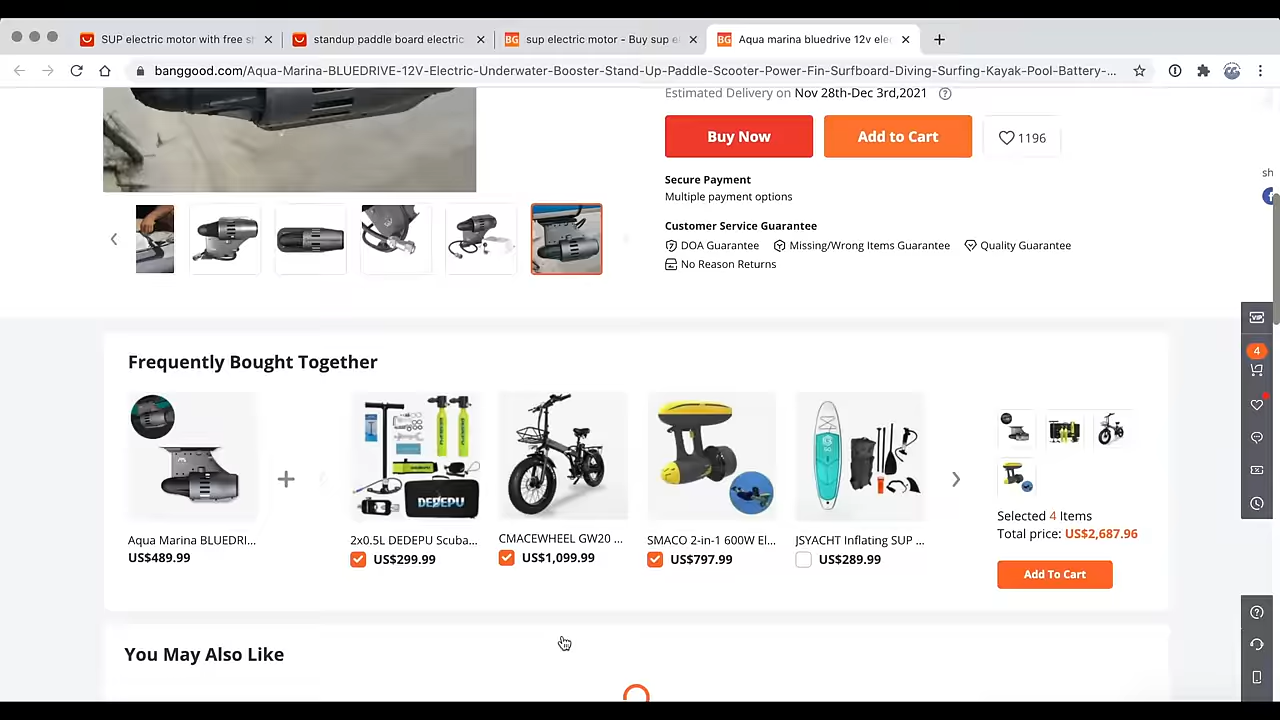 SUP electric motor with free s
standup paddle board electric
BG sup electric motor - Buy sup e
BG Aqua marina bluedrive 12v ele
banggood.com/Aqua-Marina-BLUEDRIVE-12V-Electric-Underwater-Booster-Stand-Up-Paddle-Scooter-Power-Fin-Surfboard-Diving-Surfing-Kayak-Pool-Battery-...
Estimated Delivery on Nov 28th-Dec 3rd,2021
Buy Now
Add to Cart
1196
Secure Payment
sh
Multiple payment options
Customer Service Guarantee
DOA Guarantee Missing/Wrong Items Guarantee Quality Guarantee
No Reason Returns
VIP
4
Frequently Bought Together
DEDEPU
Aqua Marina BLUEDRI...
US$489.99
2x0.5L DEDEPU Scuba...
US$299.99
CMACEWHEEL GW20 ...
US$1,099.99
SMACO 2-in-1 600W El...
US$797.99
JSYACHT Inflating SUP ...
US$289.99
Selected 4 Items
Total price: US$2,687.96
Add To Cart
You May Also Like